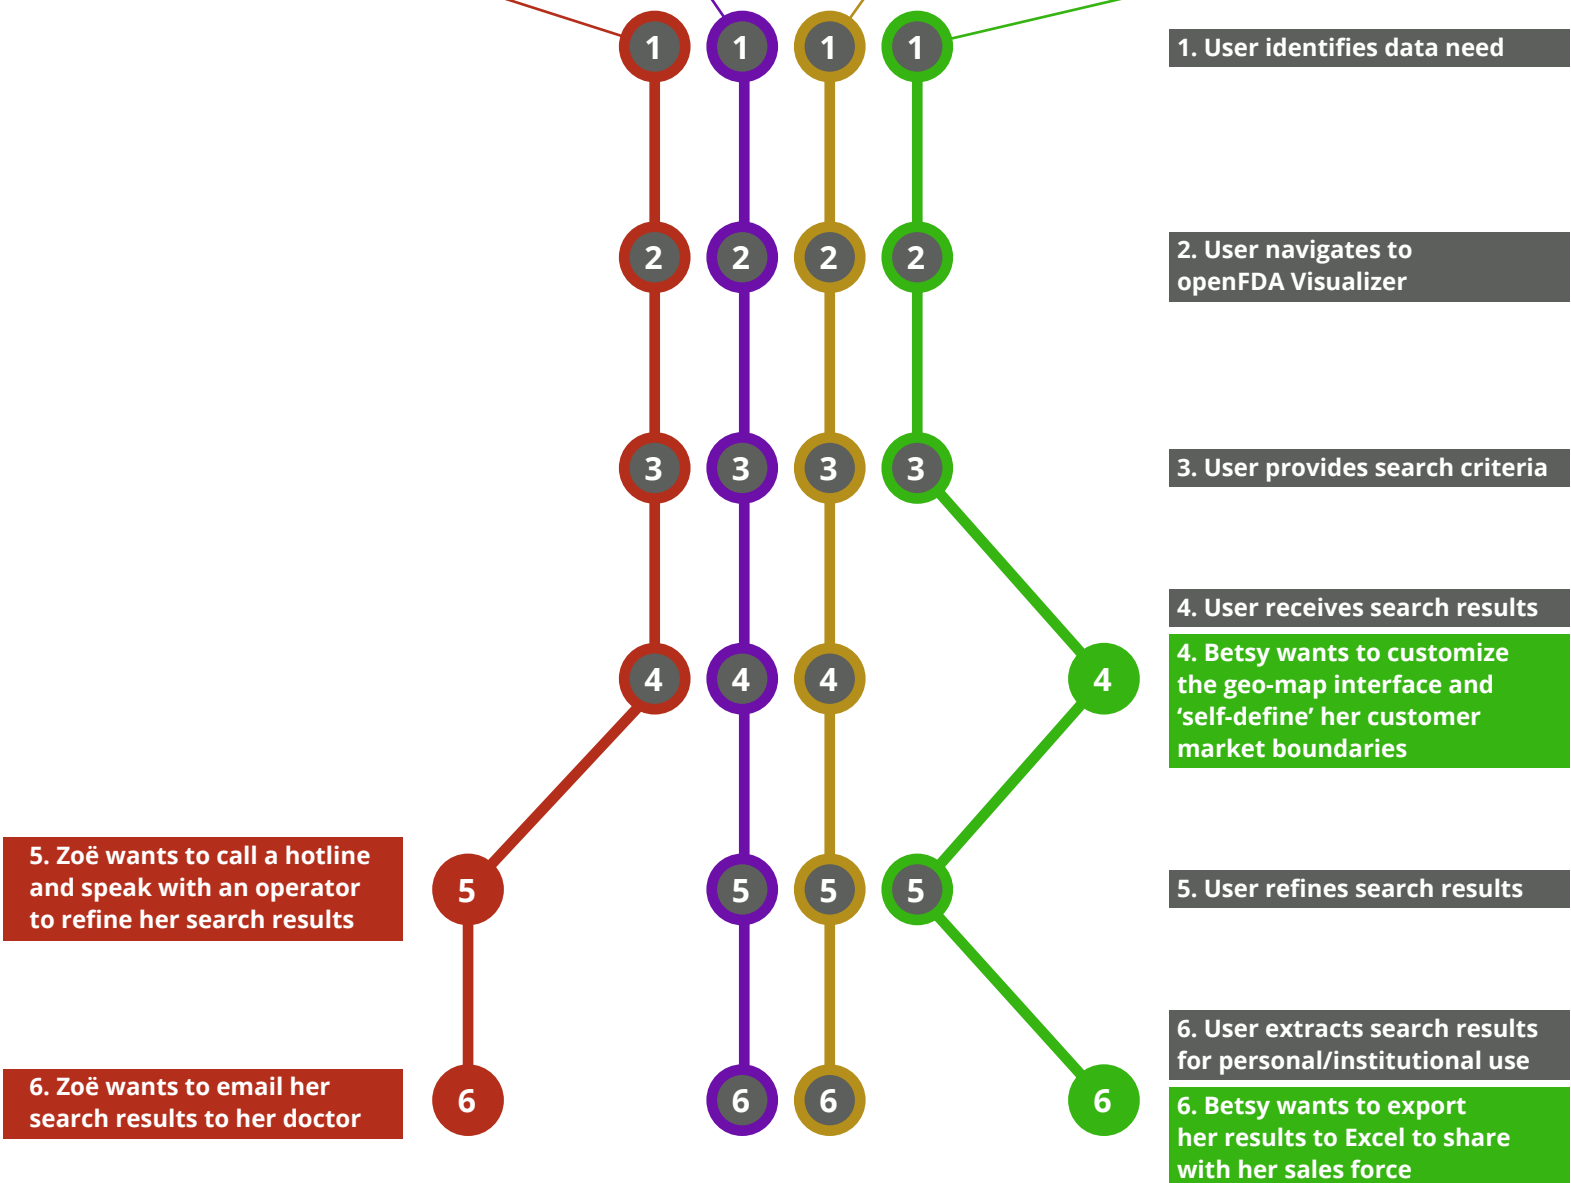 1 1 1 1
1. User identifies data need
2 2 2 2
2. User navigates to
openFDA Visualizer
3 3 3 3
3. User provides search criteria
4. User receives search results
4 4 4 4
4. Betsy wants to customize
the geo-map interface and
‘self-define’ her customer
market boundaries
5. Zoë wants to call a hotline
and speak with an operator
to refine her search results
5 5 5 5
5. User refines search results
6. User extracts search results
for personal/institutional use
6. Zoë wants to email her
search results to her doctor
6 6 6 6
6. Betsy wants to export
her results to Excel to share
with her sales force